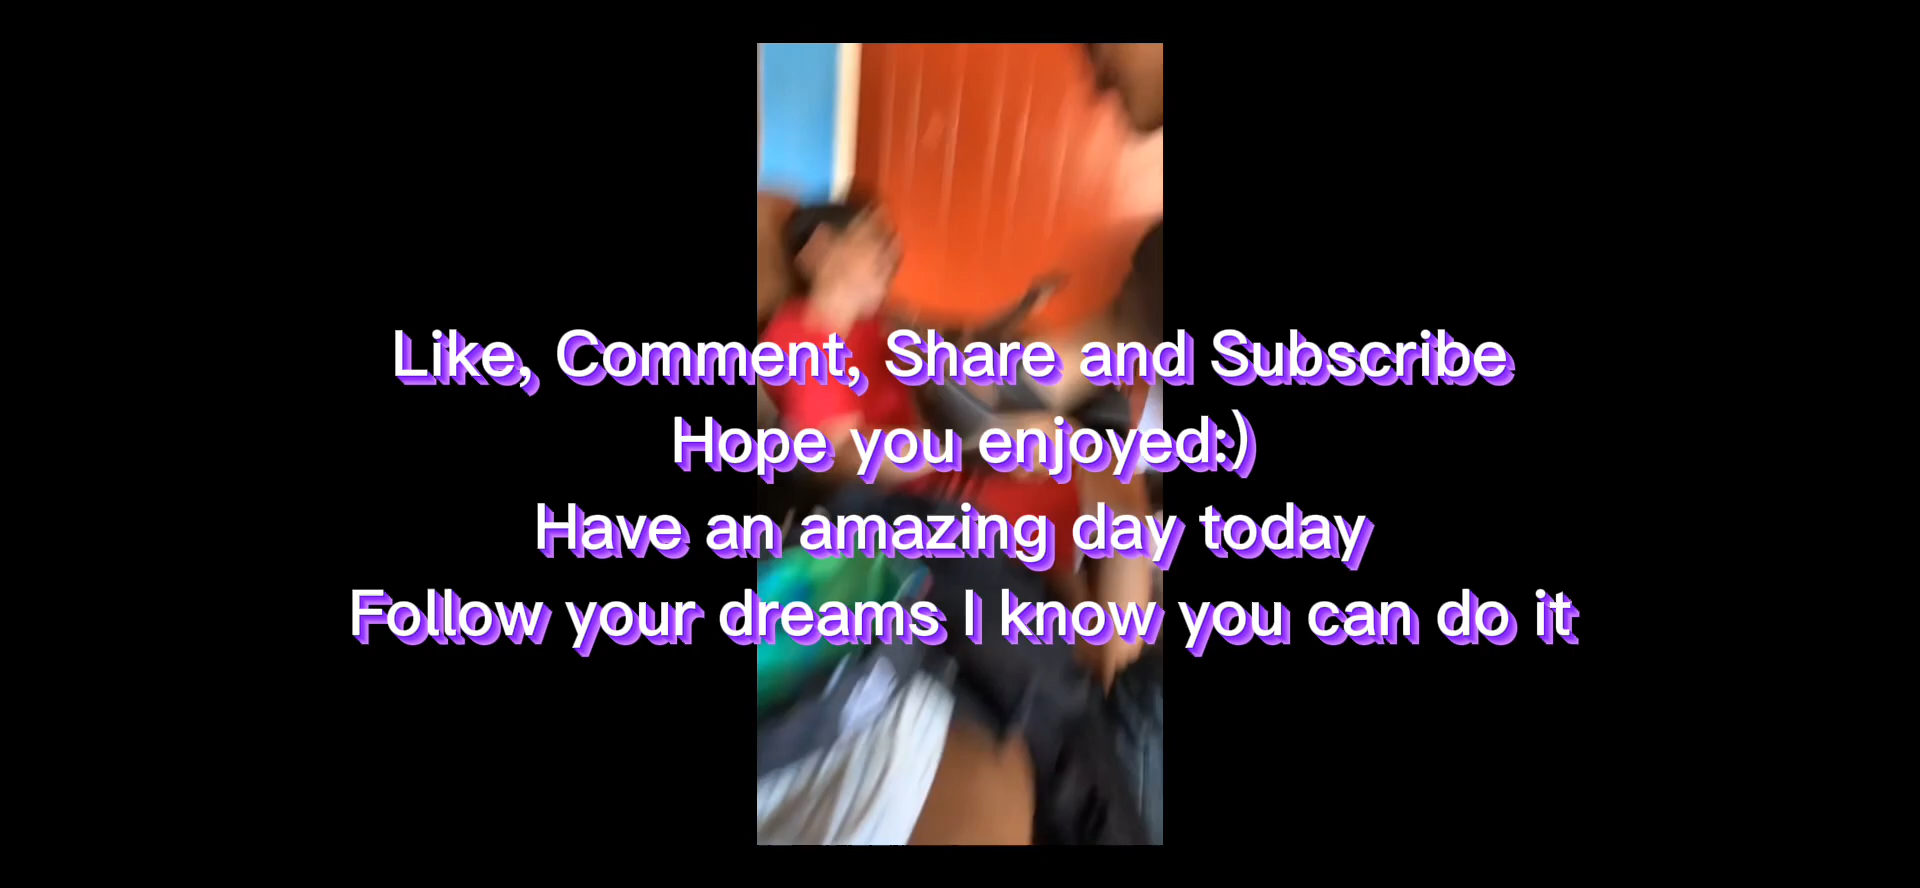 Like, Comment, Share and Subscribe
Hope you enjoyed:)
Have an amazing day today
Follow your dreams I know you can do it